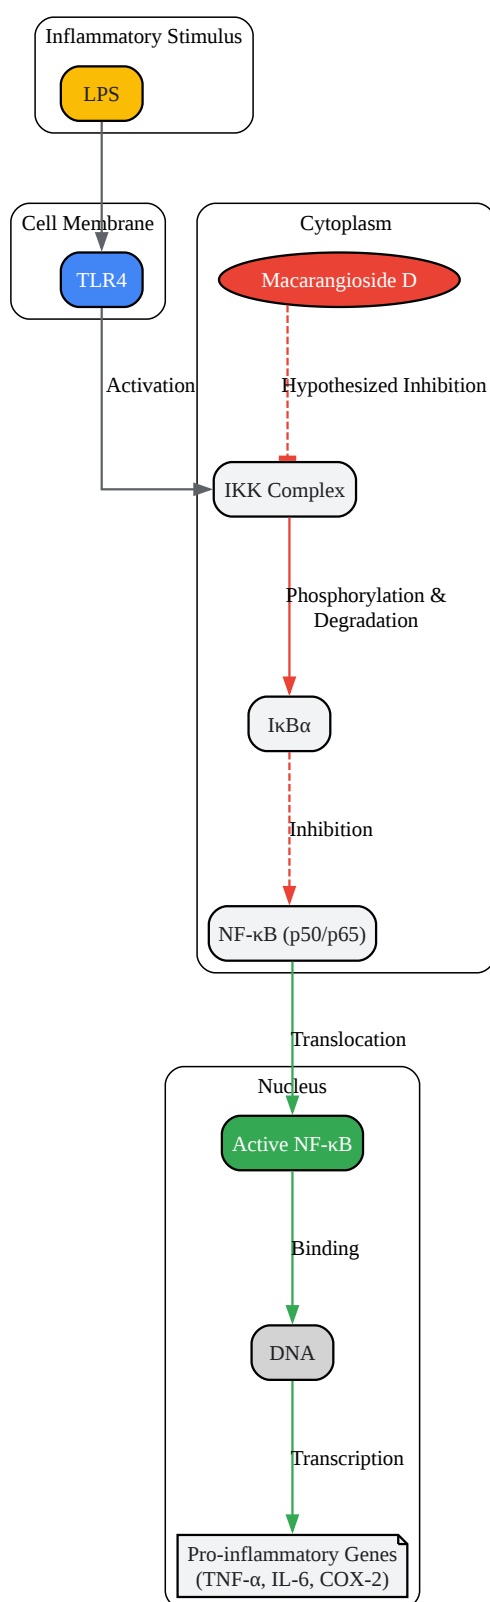 Inflammatory Stimulus
LPS
Cell Membrane
TLR4
Activation
Cytoplasm
Macarangioside D
Hypothesized Inhibition
IKK Complex
Phosphorylation &
Degradation
IκBα
Inhibition
NF-κB (p50/p65)
Translocation
Nucleus
Active NF-κB
Binding
DNA
Transcription
Pro-inflammatory Genes
(TNF-α, IL-6, COX-2)